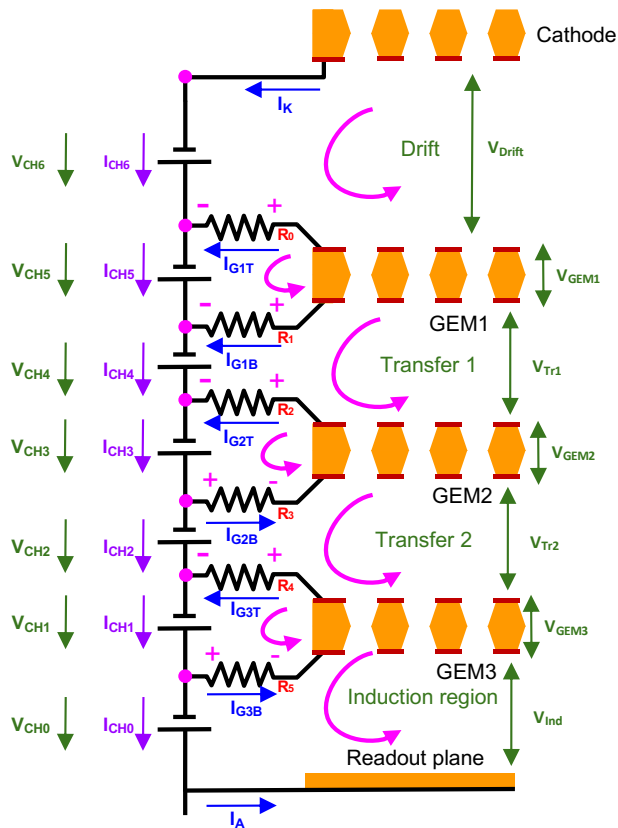 Cathode
I_K
V_CH6
I_CH6
Drift
V_Drift
- +
R_0
I_G1T
V_CH5
I_CH5
V_GEM1
- +
R_1
GEM1
I_G1B
V_CH4
I_CH4
Transfer 1
V_Tr1
- +
R_2
I_G2T
V_CH3
I_CH3
V_GEM2
+ -
R_3
GEM2
I_G2B
V_CH2
I_CH2
Transfer 2
V_Tr2
- +
R_4
I_G3T
V_CH1
I_CH1
V_GEM3
+ -
R_5
GEM3
I_G3B
Induction region
V_CH0
I_CH0
V_Ind
Readout plane
I_A